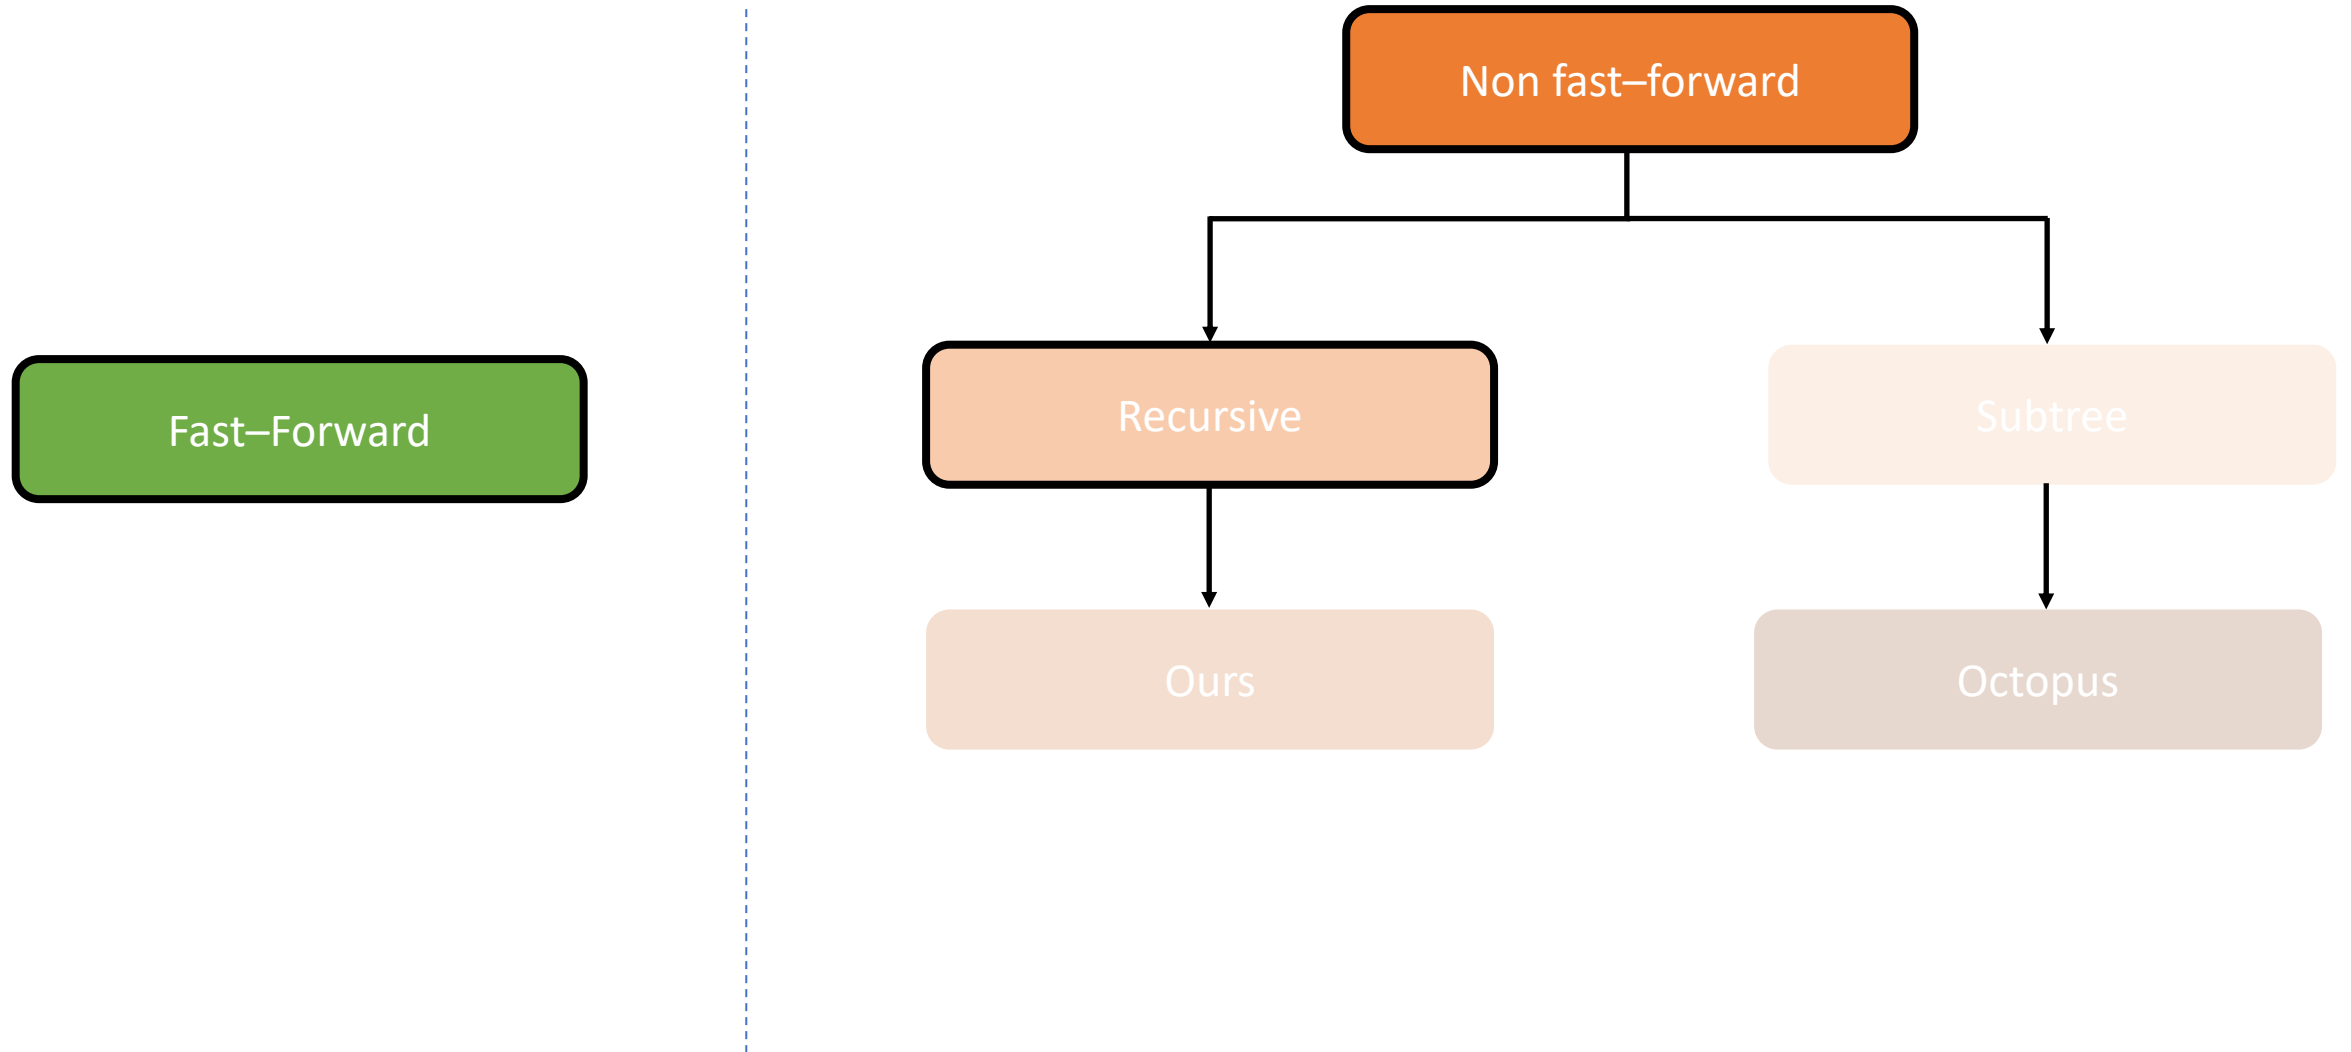 Non fast–forward
Fast–Forward
Recursive
Subtree
Ours
Octopus